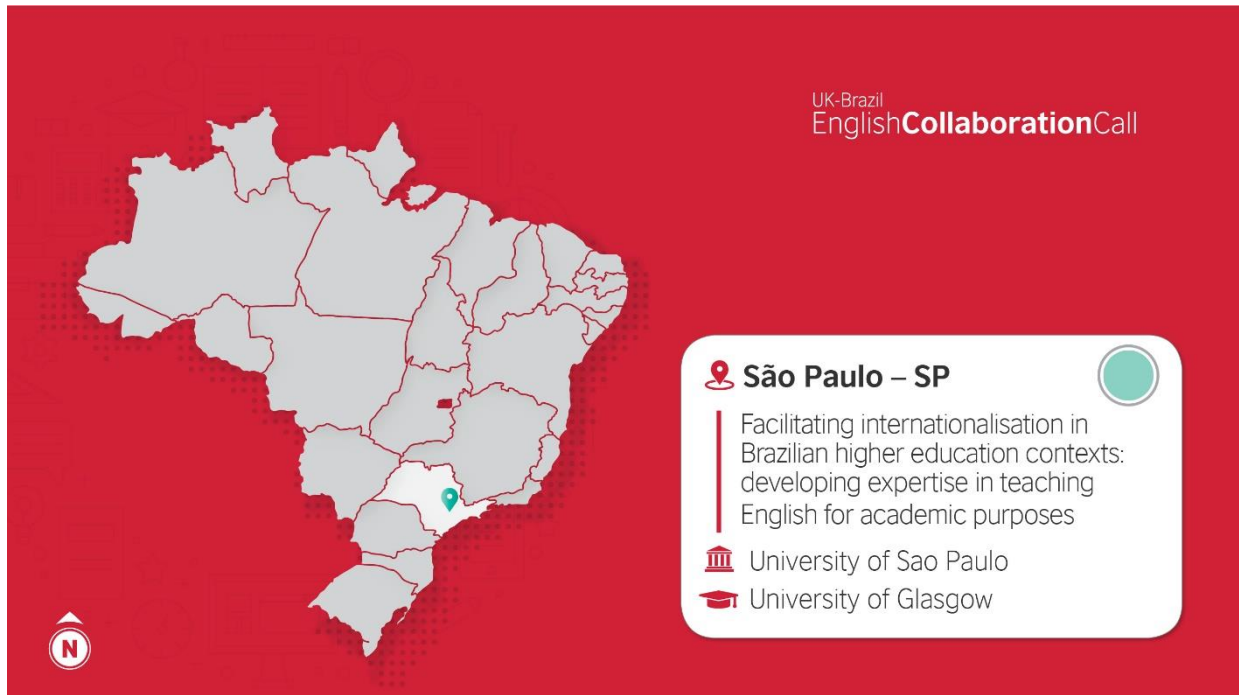 UK-Brazil
EnglishCollaborationCall
São Paulo – SP
Facilitating internationalisation in
Brazilian higher education contexts:
developing expertise in teaching
English for academic purposes
University of Sao Paulo
University of Glasgow
N